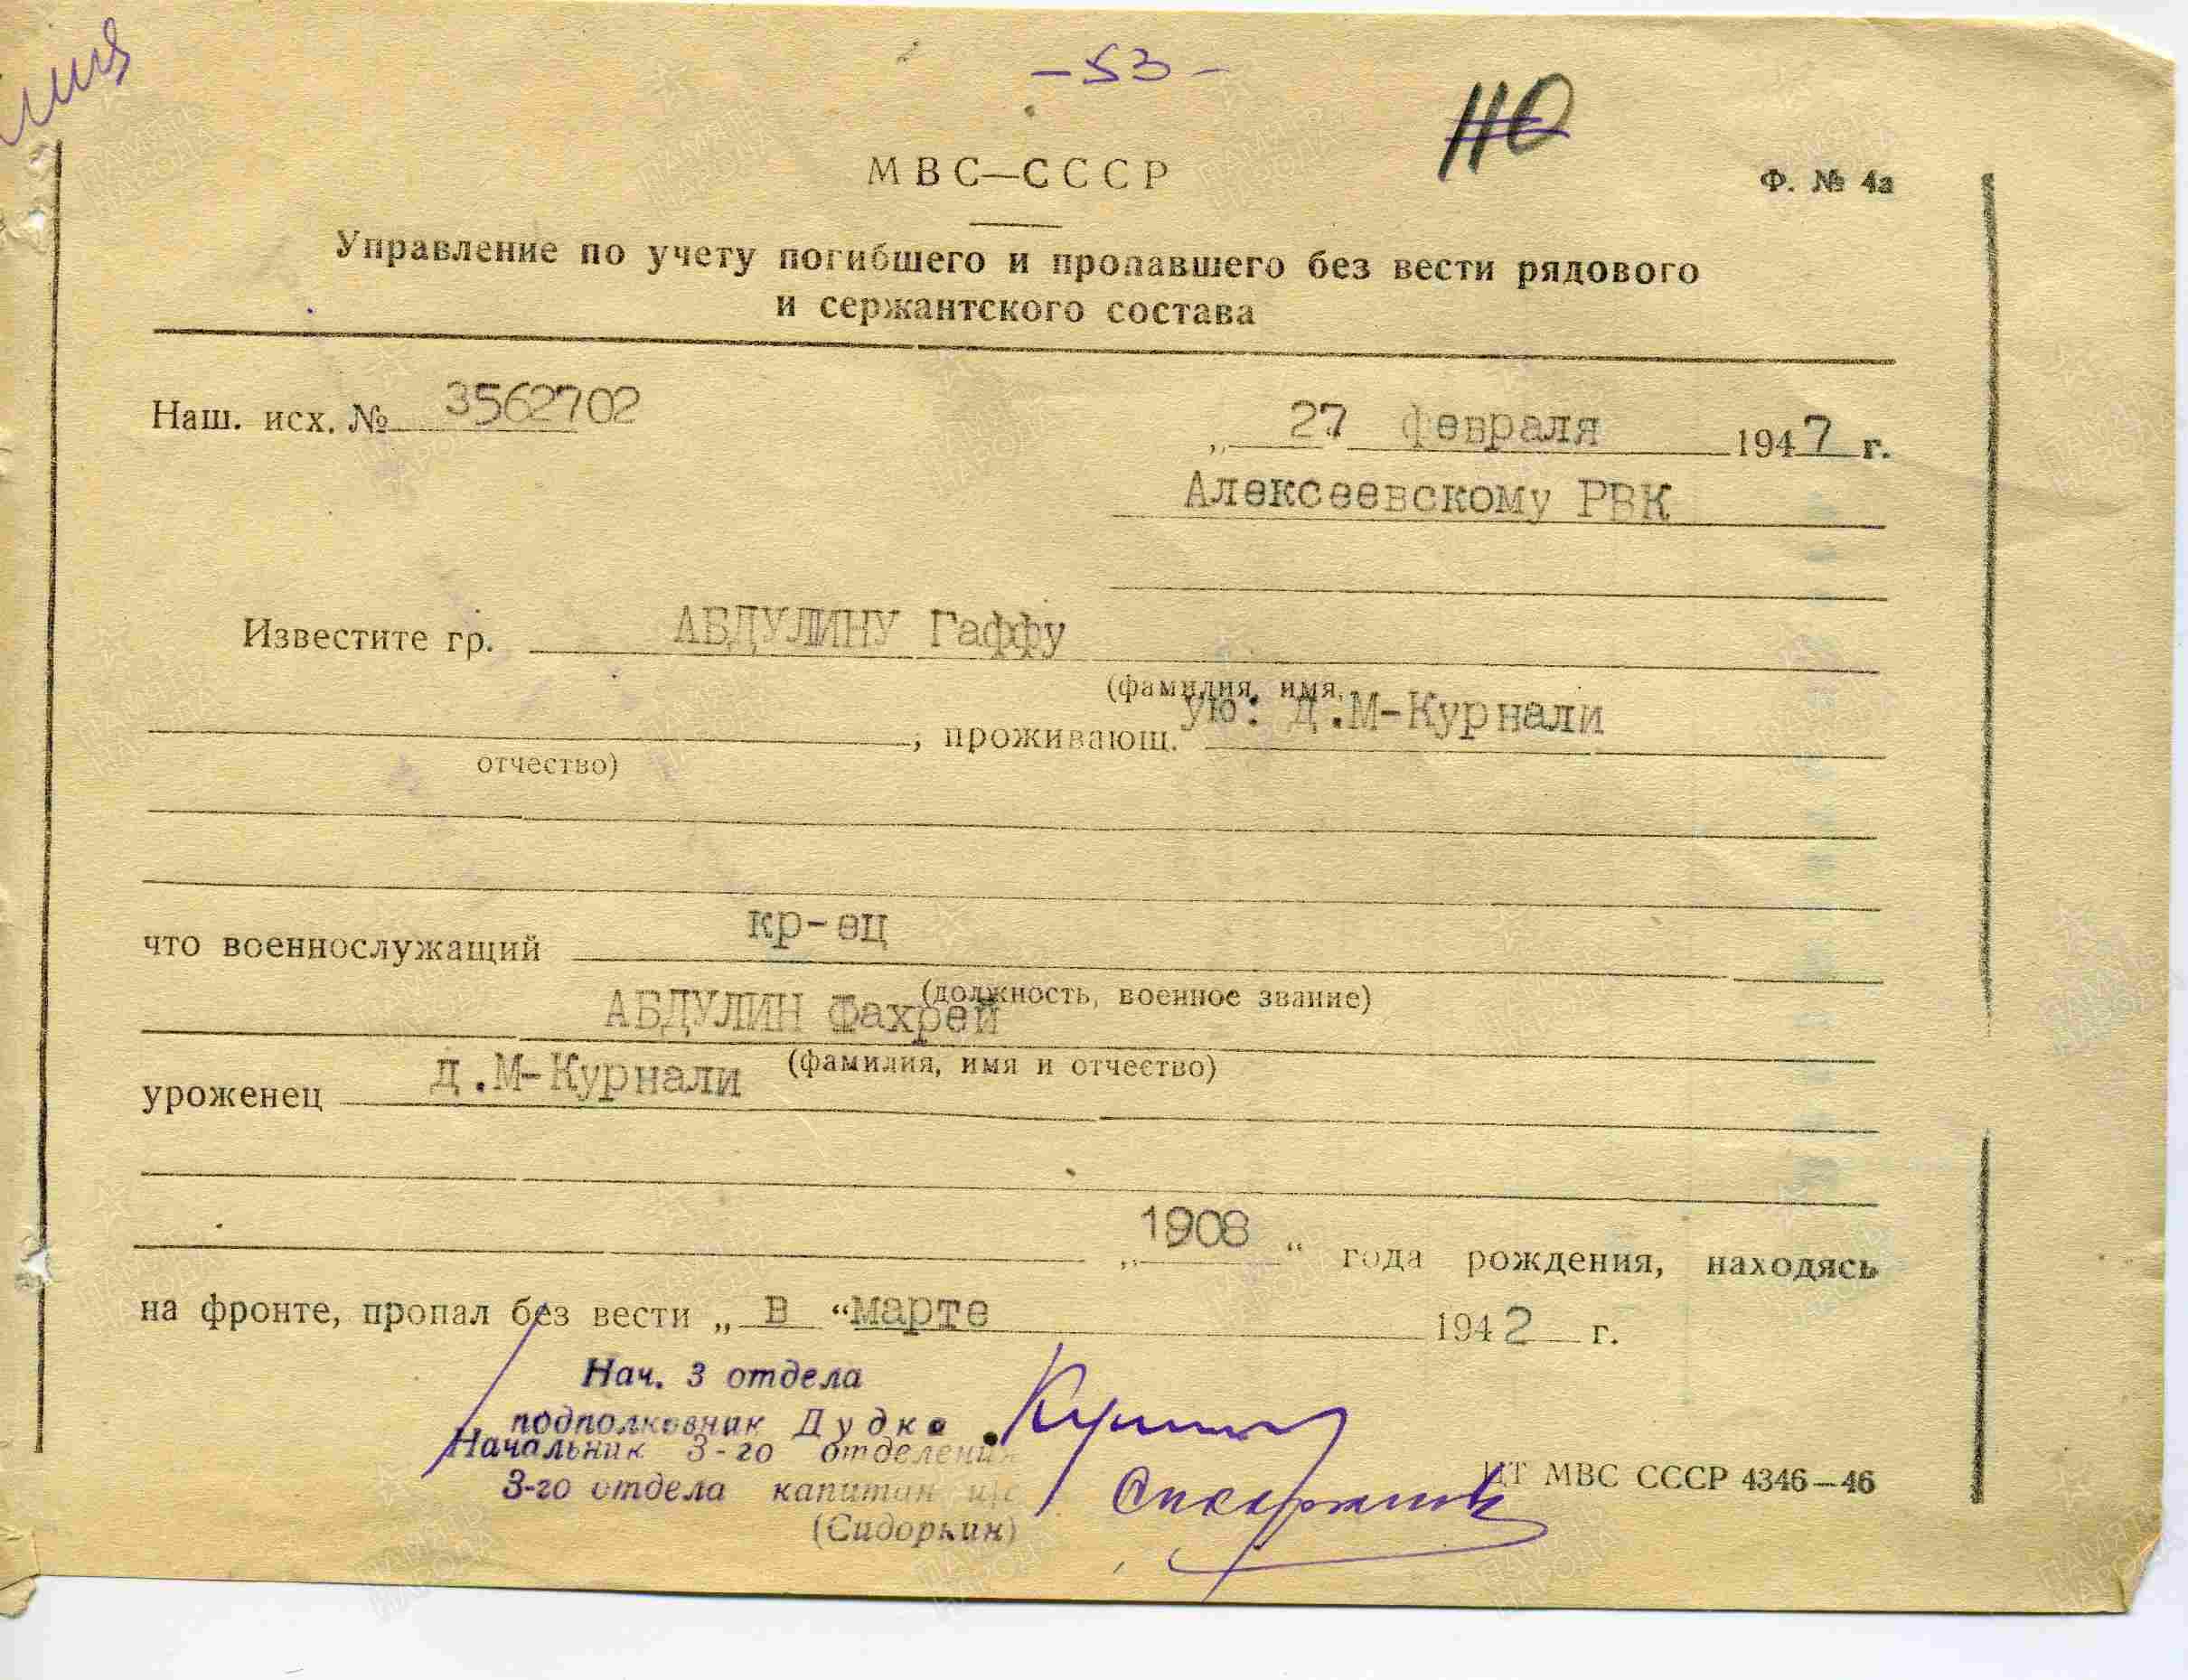 -53-
110
МВС—СССР
Ф. № 4а
Управление по учету погибшего и пропавшего без вести рядового
и сержантского состава
Наш. исх. № 3562702
„ 27 февраля 1947 г.
Алексеевскому РВК
Известите гр. АБДУЛИНУ Гаффу
(фамилия, имя,
, проживающ. ую: д.М-Курнали
отчество)
что военнослужащий кр-ец
(должность, военное звание)
АБДУЛИН Фахрей
(фамилия, имя и отчество)
уроженец д.М-Курнали
„ 1908 “ года рождения, находясь
на фронте, пропал без вести „ в “ марте 1942 г.
Нач. 3 отдела
подполковник Дудко
Начальник 3-го отделения
3-го отдела капитан
(Сидоркин)
ЦТ МВС СССР 4346—46
ПАМЯТЬ НАРОДА